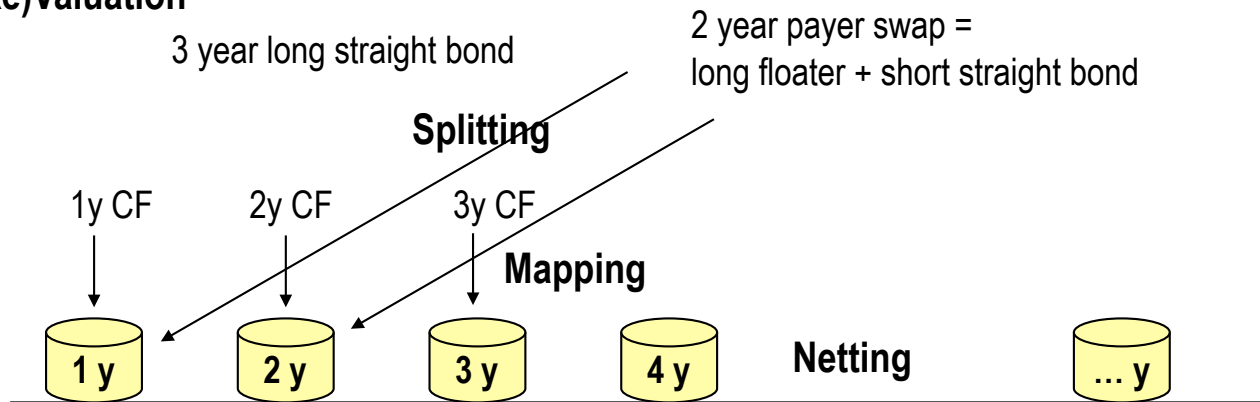 )Valuation
3 year long straight bond
2 year payer swap =
long floater + short straight bond
Splitting
1y CF
2y CF
3y CF
Mapping
1 y
2 y
3 y
4 y
Netting
... y